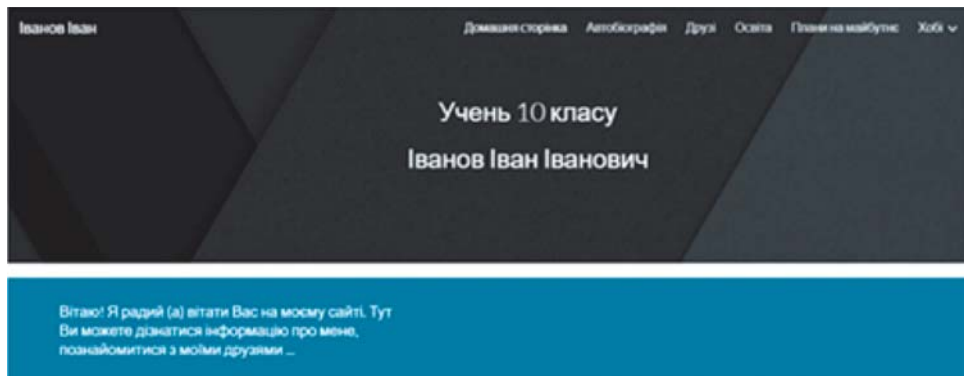 Іванов Іван
Домашня сторінка Автобіографія Друзі Освіта Плани на майбутнє Хобі
Учень 10 класу
Іванов Іван Іванович
Вітаю! Я радий (а) вітати Вас на моєму сайті. Тут
Ви можете дізнатися інформацію про мене,
познайомитися з моїми друзями ...